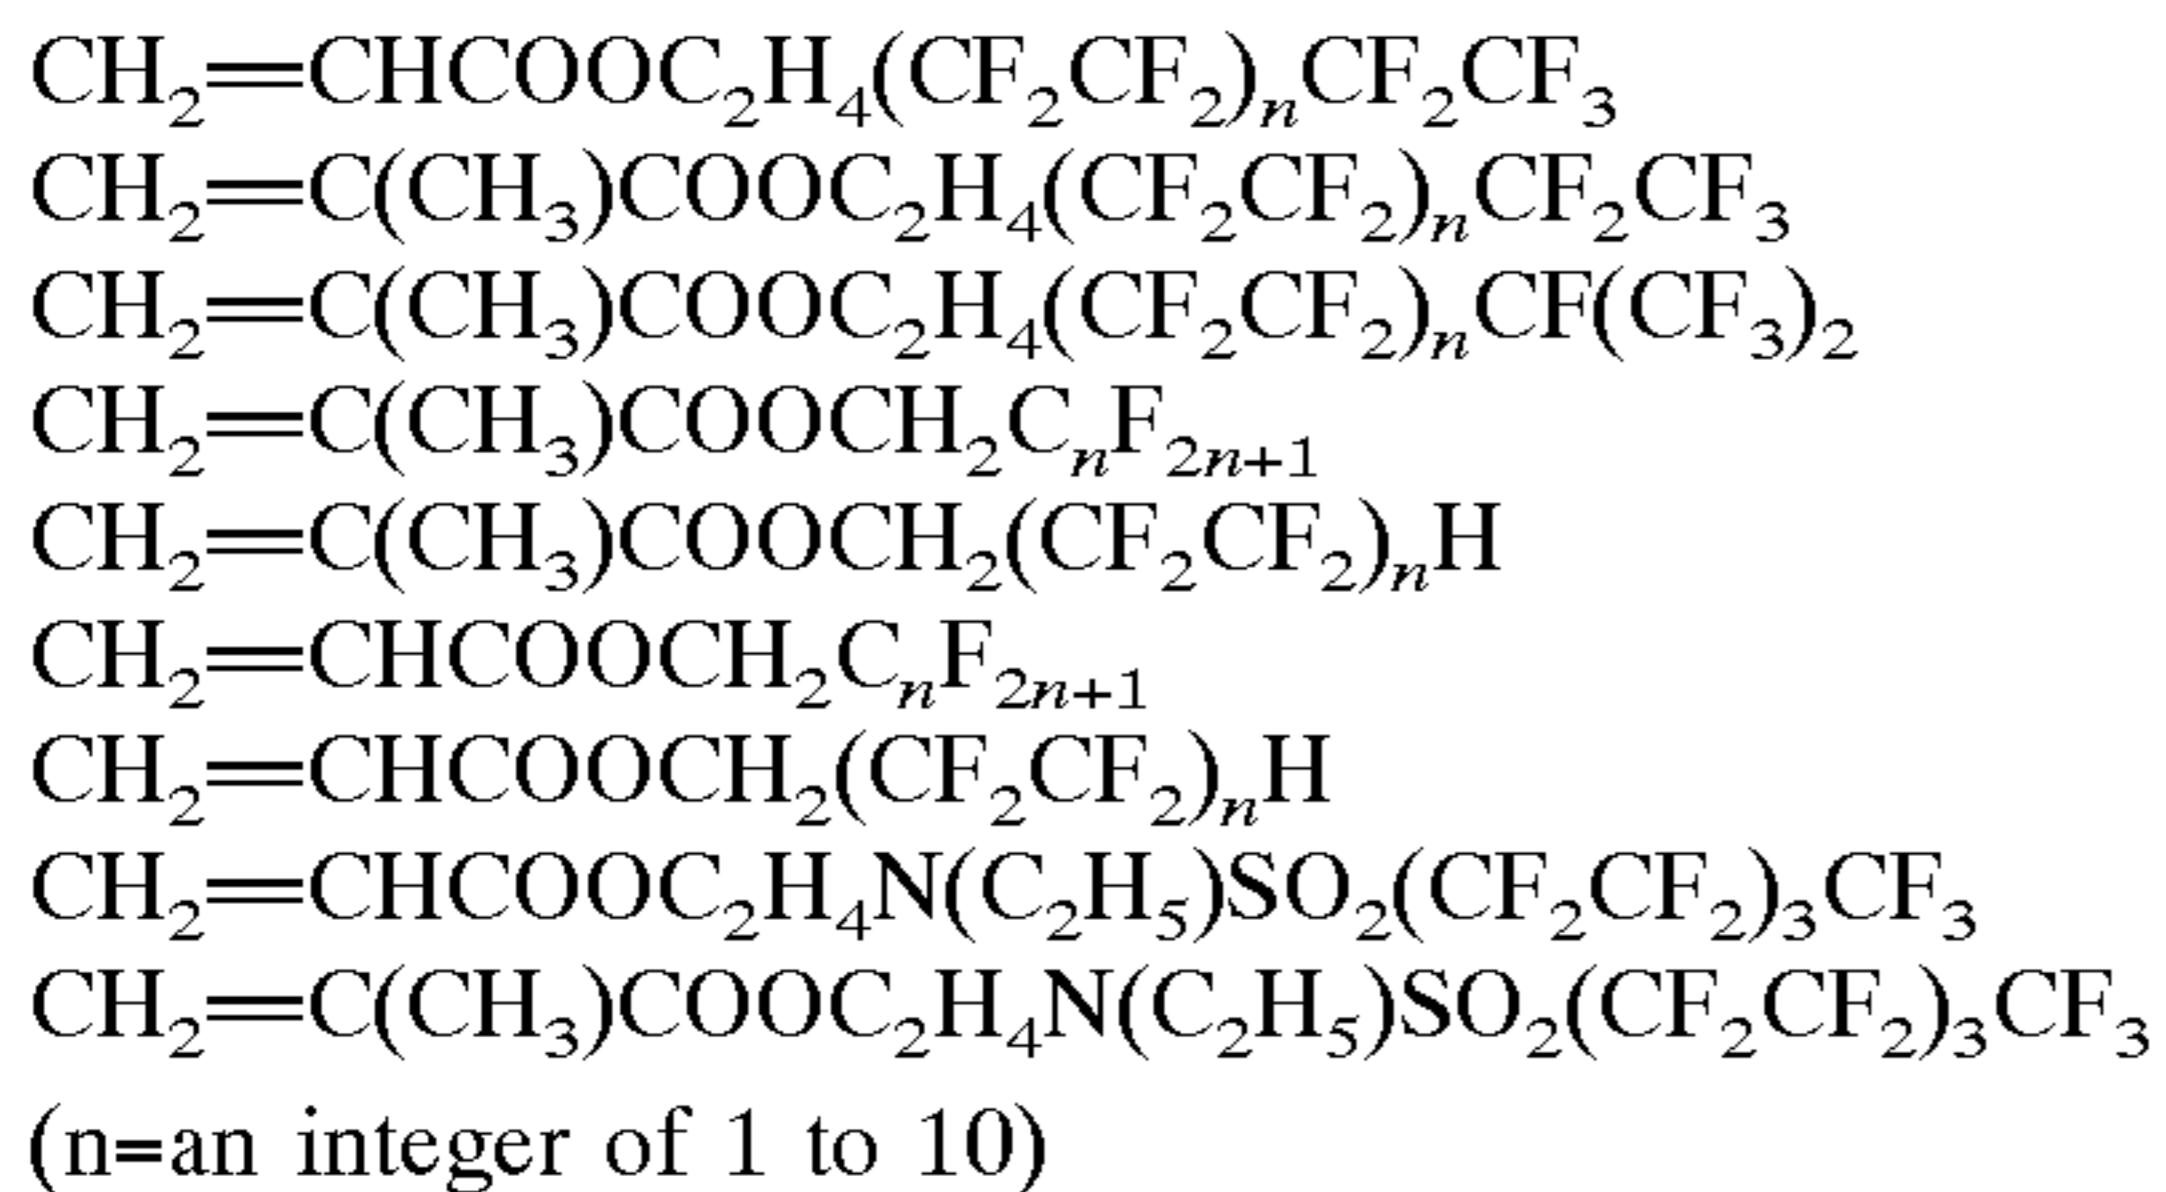 CH₂=CHCOOC₂H₄(CF₂CF₂)ₙCF₂CF₃
CH₂=C(CH₃)COOC₂H₄(CF₂CF₂)ₙCF₂CF₃
CH₂=C(CH₃)COOC₂H₄(CF₂CF₂)ₙCF(CF₃)₂
CH₂=C(CH₃)COOCH₂CₙF₂ₙ₊₁
CH₂=C(CH₃)COOCH₂(CF₂CF₂)ₙH
CH₂=CHCOOCH₂CₙF₂ₙ₊₁
CH₂=CHCOOCH₂(CF₂CF₂)ₙH
CH₂=CHCOOC₂H₄N(C₂H₅)SO₂(CF₂CF₂)₃CF₃
CH₂=C(CH₃)COOC₂H₄N(C₂H₅)SO₂(CF₂CF₂)₃CF₃
(n=an integer of 1 to 10)